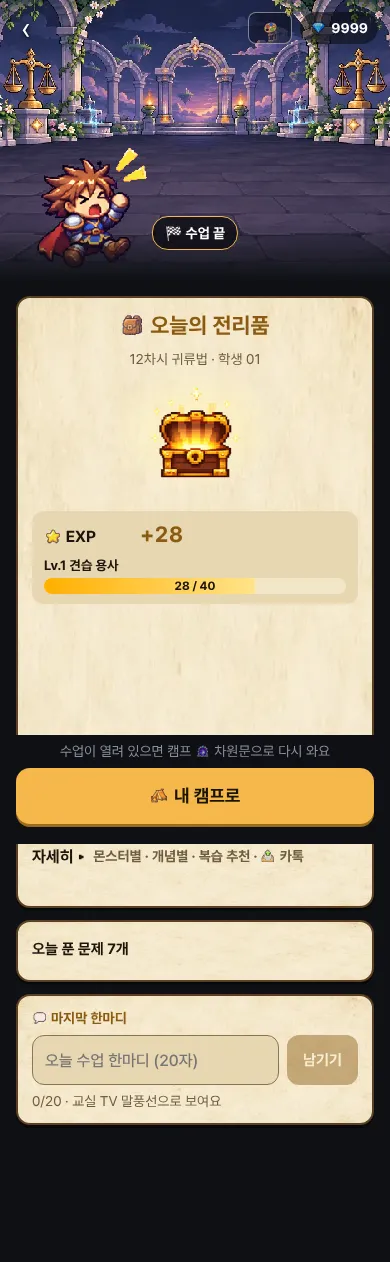 9999
수업 끝
오늘의 전리품
12차시 귀류법 · 학생 01
EXP +28
Lv.1 견습 용사
28 / 40
수업이 열려 있으면 캠프 차원문으로 다시 와요
내 캠프로
자세히 ▸ 몬스터별 · 개념별 · 복습 추천 · 카톡
오늘 푼 문제 7개
마지막 한마디
오늘 수업 한마디 (20자)
남기기
0/20 · 교실 TV 말풍선으로 보여요